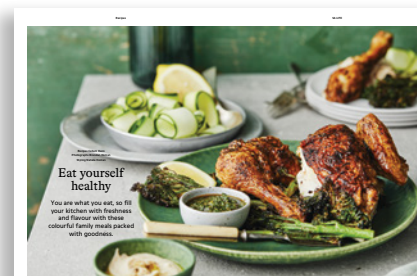 Recipes
Eat yourself
healthy
You are what you eat, so fill
your kitchen with freshness
and flavour with these
colourful family meals packed
with goodness.